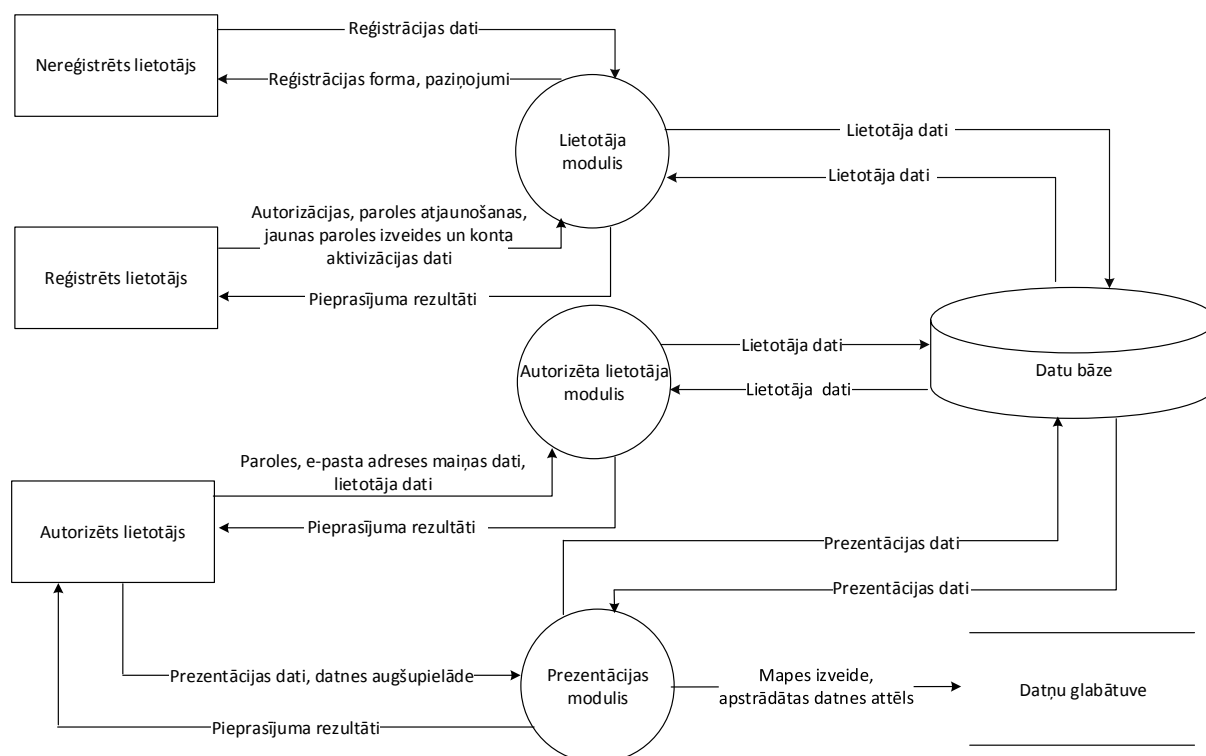 Reģistrācijas dati
Nereģistrēts lietotājs
Reģistrācijas forma, paziņojumi
Lietotāja
modulis
Lietotāja dati
Lietotāja dati
Autorizācijas, paroles atjaunošanas,
jaunas paroles izveides un konta
aktivizācijas dati
Reģistrēts lietotājs
Pieprasījuma rezultāti
Lietotāja dati
Autorizēta lietotāja
modulis
Datu bāze
Lietotāja  dati
Paroles, e-pasta adreses maiņas dati,
lietotāja dati
Autorizēts lietotājs
Pieprasījuma rezultāti
Prezentācijas dati
Prezentācijas dati
Prezentācijas dati, datnes augšupielāde
Prezentācijas
modulis
Mapes izveide,
apstrādātas datnes attēls
Datņu glabātuve
Pieprasījuma rezultāti